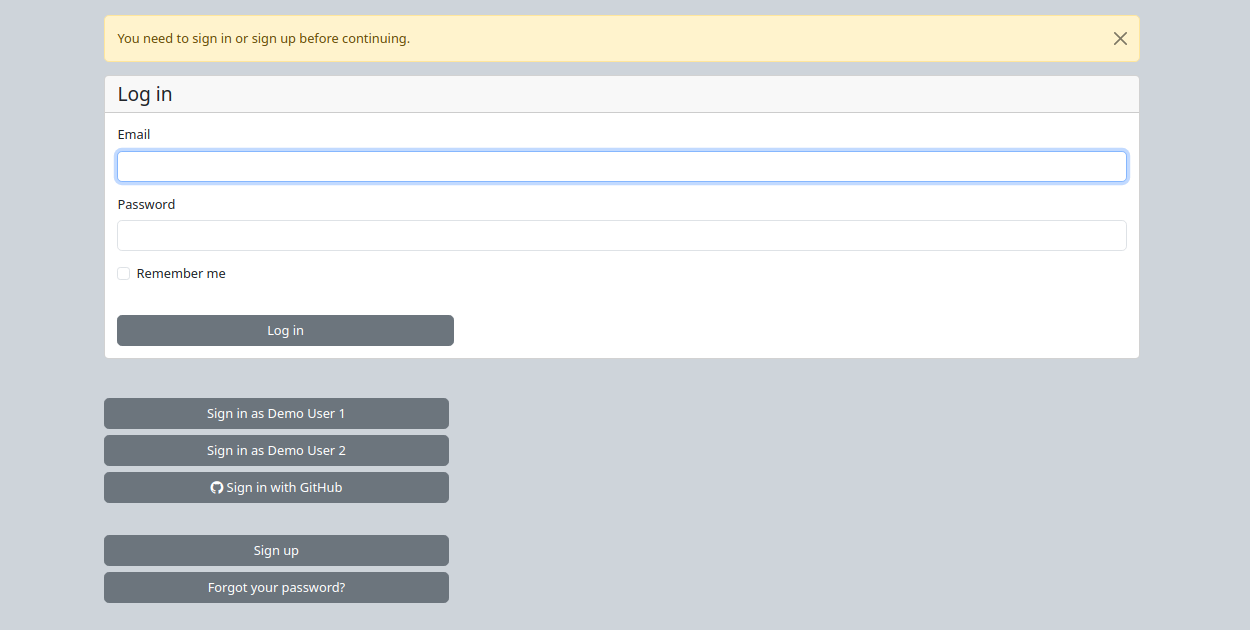 You need to sign in or sign up before continuing.
Log in
Email
Password
Remember me
Log in
Sign in as Demo User 1
Sign in as Demo User 2
Sign in with GitHub
Sign up
Forgot your password?